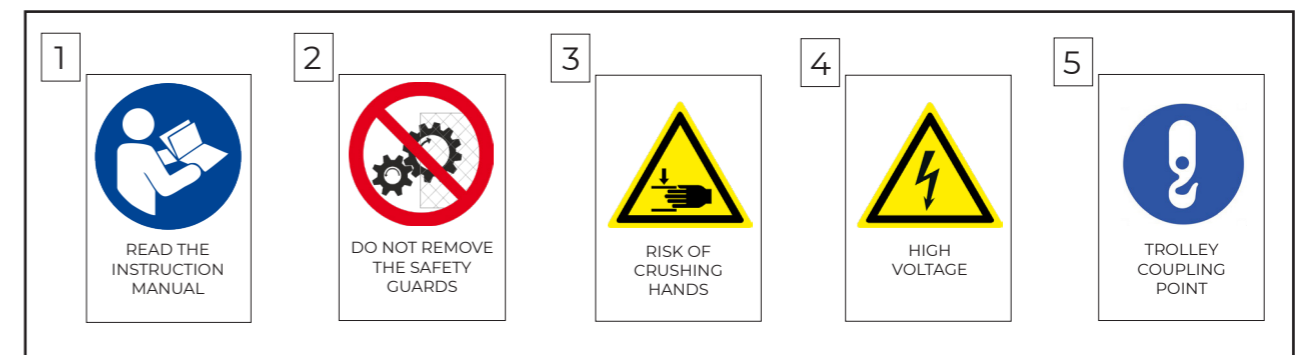 1
READ THE
INSTRUCTION
MANUAL
2
DO NOT REMOVE
THE SAFETY
GUARDS
3
RISK OF
CRUSHING
HANDS
4
HIGH
VOLTAGE
5
TROLLEY
COUPLING
POINT